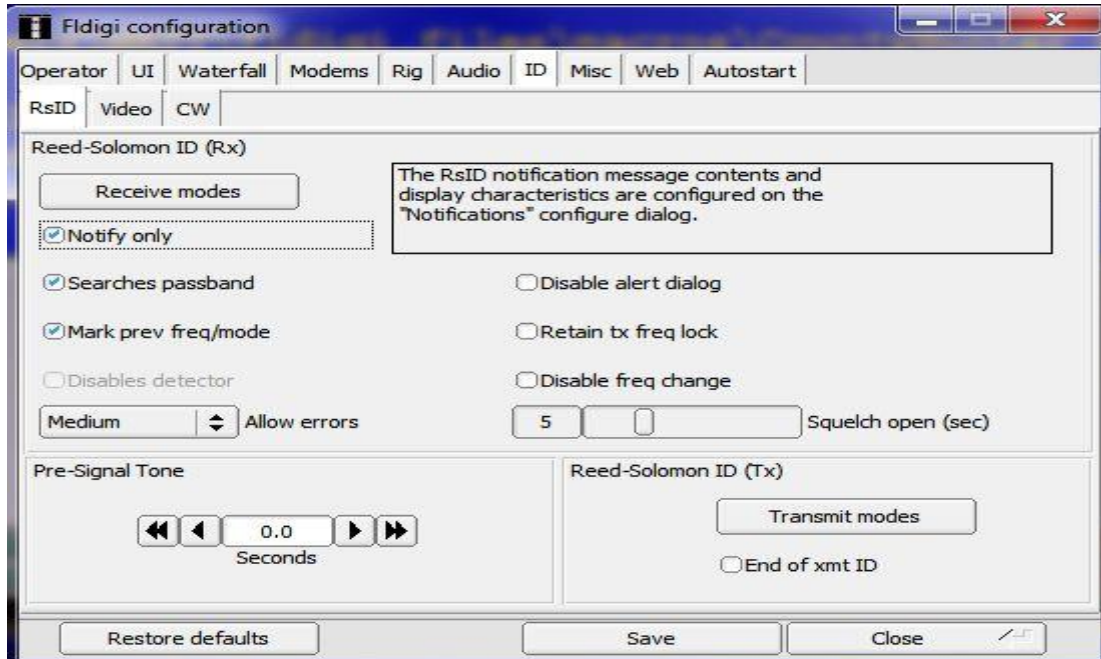 Fldigi configuration
Operator UI Waterfall Modems Rig Audio ID Misc Web Autostart
RsID Video CW
Reed-Solomon ID (Rx)
Receive modes
The RsID notification message contents and
display characteristics are configured on the
"Notifications" configure dialog.
Notify only
Searches passband
Disable alert dialog
Mark prev freq/mode
Retain tx freq lock
Disables detector
Disable freq change
Medium Allow errors
5 Squelch open (sec)
Pre-Signal Tone
0.0
Seconds
Reed-Solomon ID (Tx)
Transmit modes
End of xmt ID
Restore defaults Save Close